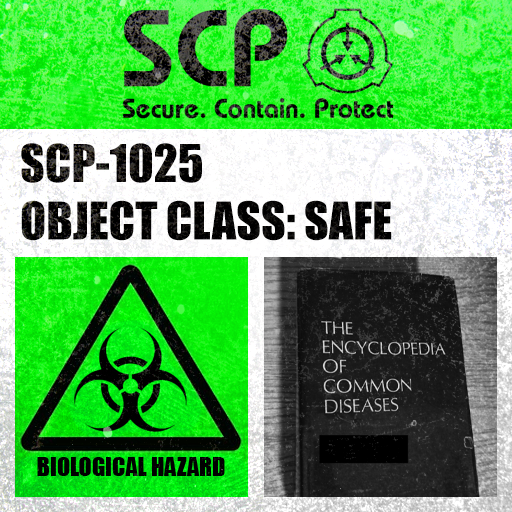 SCP
Secure. Contain. Protect
SCP-1025
OBJECT CLASS: SAFE
BIOLOGICAL HAZARD
THE
ENCYCLOPEDIA
OF
COMMON
DISEASES